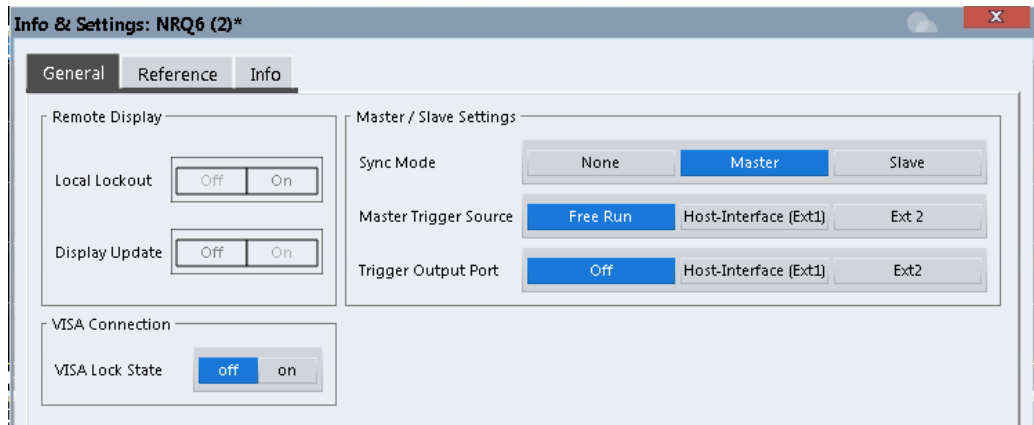 Info & Settings: NRQ6 (2)*
X
General Reference Info
Remote Display
Local Lockout Off On
Display Update Off On
Master / Slave Settings
Sync Mode None Master Slave
Master Trigger Source Free Run Host-Interface (Ext1) Ext 2
Trigger Output Port Off Host-Interface (Ext1) Ext2
VISA Connection
VISA Lock State off on